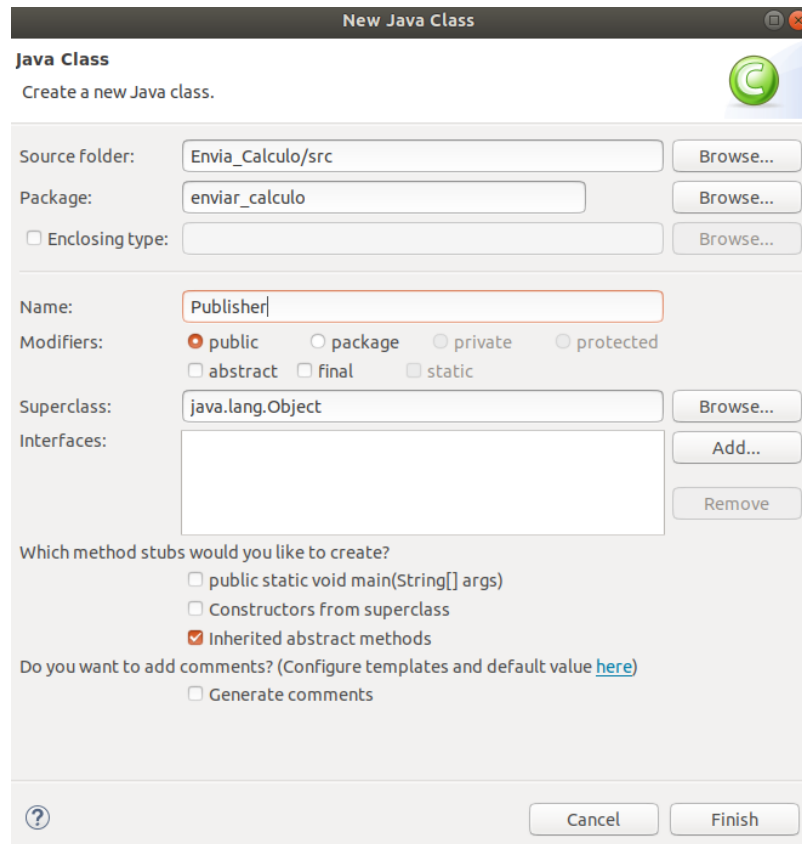 New Java Class
Java Class
Create a new Java class.
Source folder: Envia_Calculo/src Browse...
Package: enviar_calculo Browse...
Enclosing type: Browse...
Name: Publisher
Modifiers: public package private protected
abstract final static
Superclass: java.lang.Object Browse...
Interfaces: Add...
Remove
Which method stubs would you like to create?
public static void main(String[] args)
Constructors from superclass
Inherited abstract methods
Do you want to add comments? (Configure templates and default value here)
Generate comments
? Cancel Finish